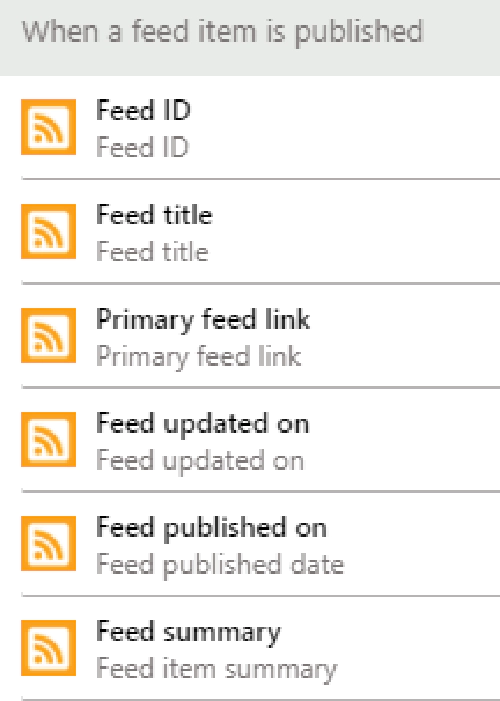 When a feed item is published
Feed ID
Feed ID
Feed title
Feed title
Primary feed link
Primary feed link
Feed updated on
Feed updated on
Feed published on
Feed published date
Feed summary
Feed item summary